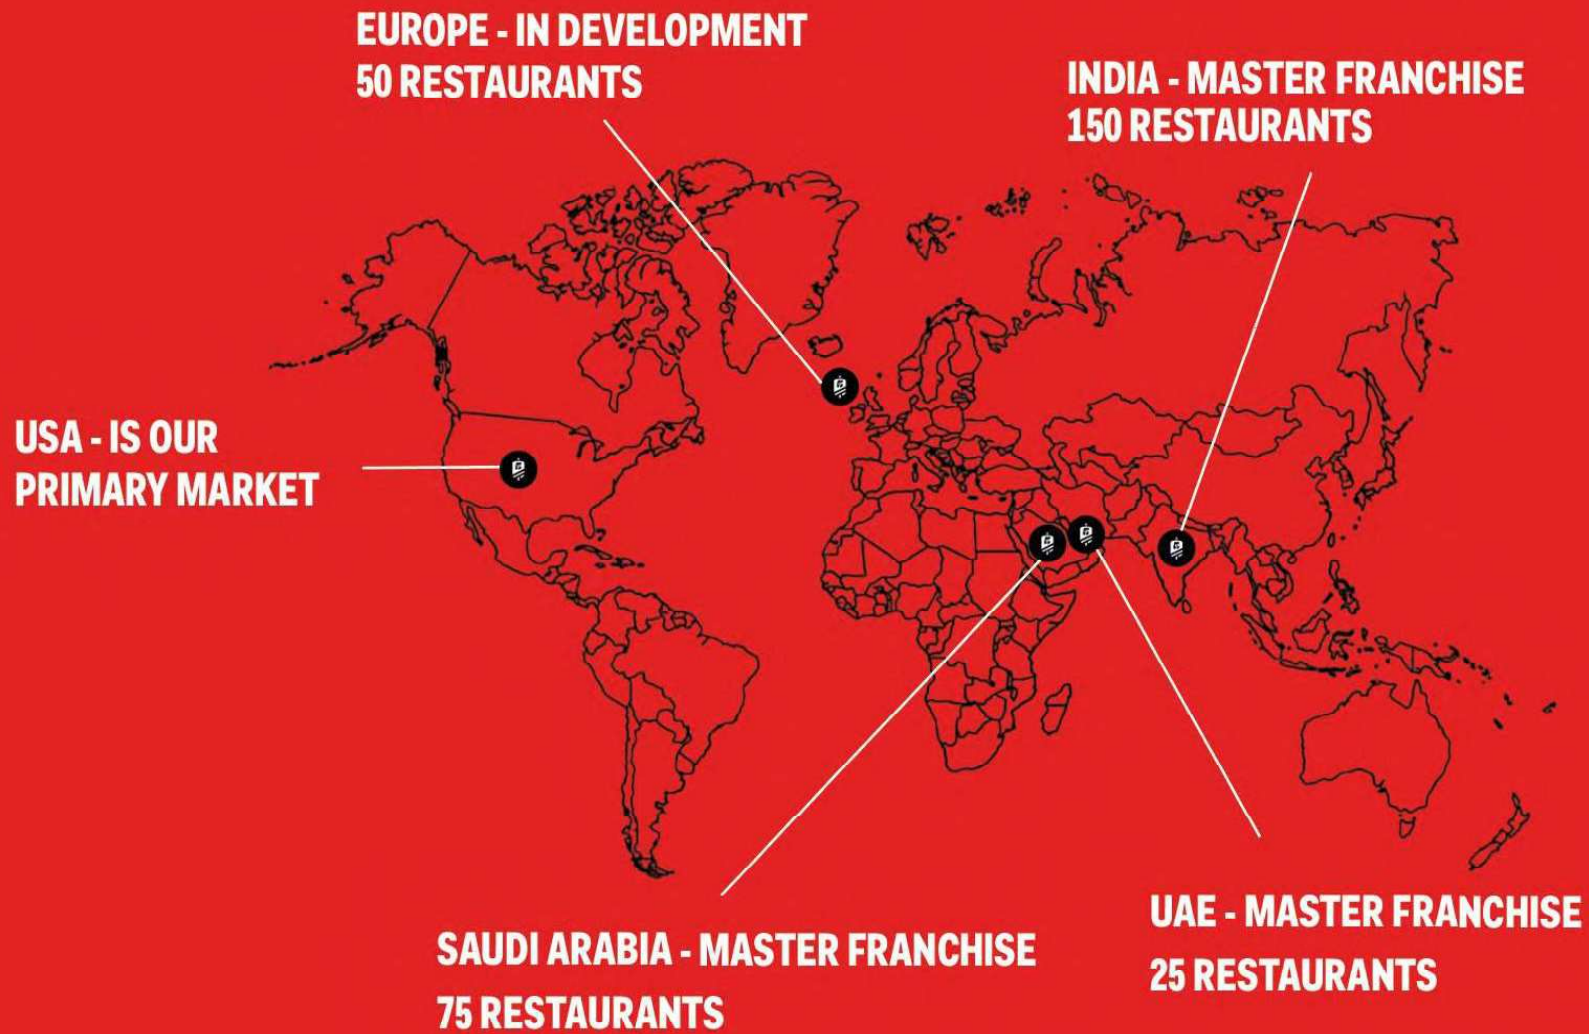 EUROPE - IN DEVELOPMENT
50 RESTAURANTS
INDIA - MASTER FRANCHISE
150 RESTAURANTS
USA - IS OUR
PRIMARY MARKET
SAUDI ARABIA - MASTER FRANCHISE
75 RESTAURANTS
UAE - MASTER FRANCHISE
25 RESTAURANTS